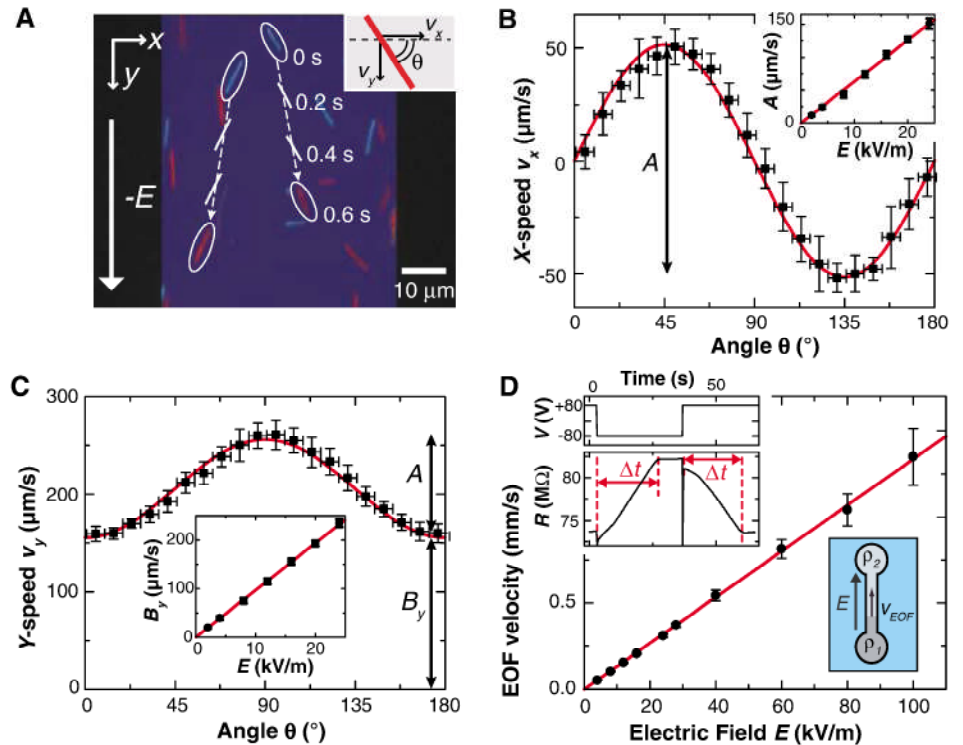 A
x
y
-E
0 s
0.2 s
0.4 s
0.6 s
v_x
v_y
θ
10 μm
B
X-speed v_x (μm/s)
50
0
-50
A
0 45 90 135 180
Angle θ (°)
A (μm/s)
150
0
0 10 20
E (kV/m)
C
Y-speed v_y (μm/s)
300
200
100
0
A
B_y
0 45 90 135 180
Angle θ (°)
B_y (μm/s)
200
100
0
0 10 20
E (kV/m)
D
Time (s)
0 50
V (V)
+80
-80
R (MΩ)
80
75
Δt
Δt
EOF velocity (mm/s)
0.5
0.0
0 20 40 60 80 100
Electric Field E (kV/m)
ρ_2
E
v_EOF
ρ_1